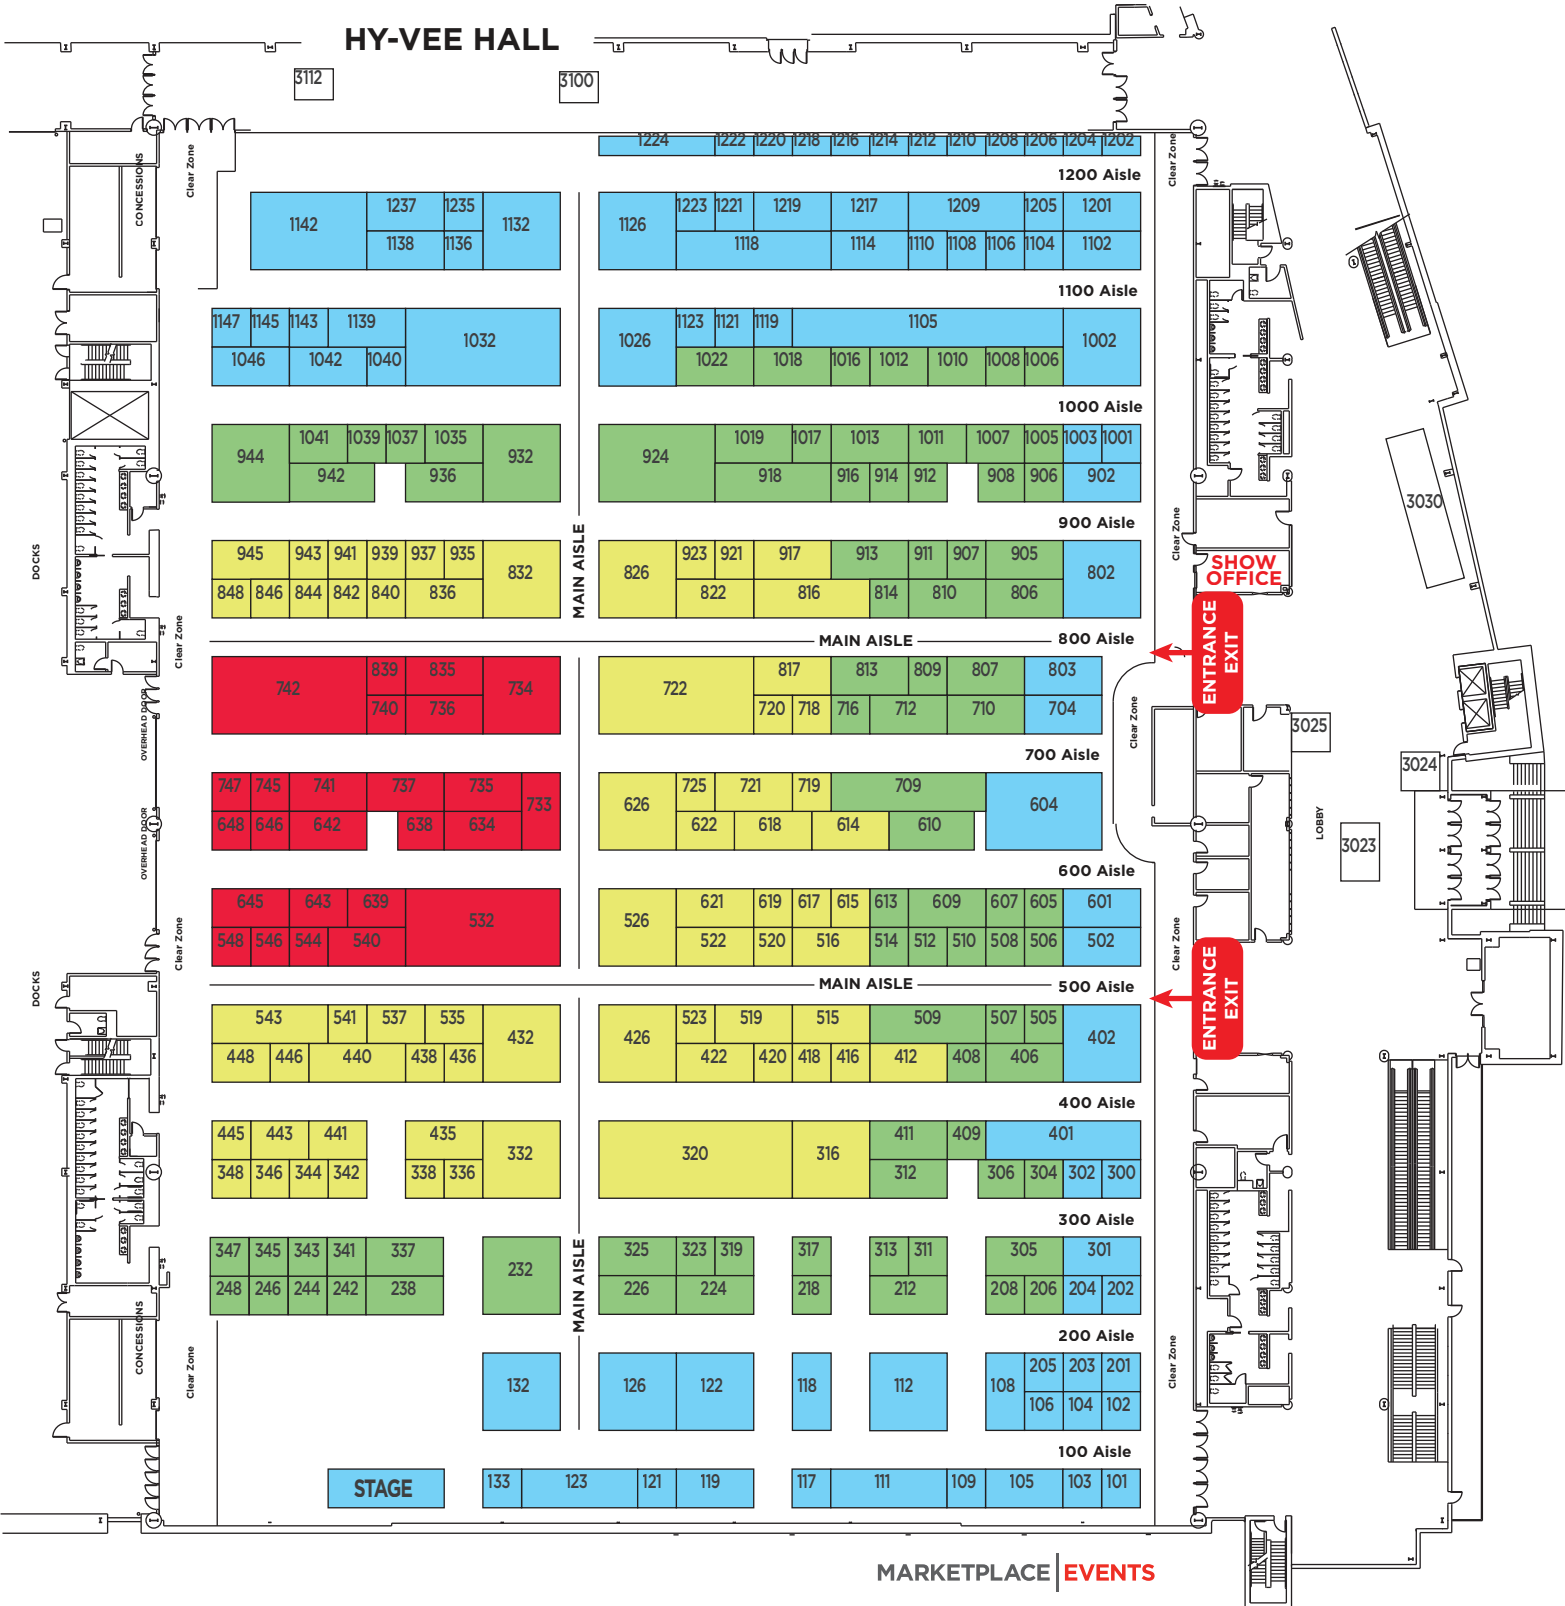 HY-VEE HALL
3112
3100
1224 1222 1220 1218 1216 1214 1212 1210 1208 1206 1204 1202
CONCESSIONS
Clear Zone
Clear Zone
1200 Aisle
1142 1237 1235 1132 1126 1223 1221 1219 1217 1209 1205 1201
1138 1136 1118 1114 1110 1108 1106 1104 1102
1100 Aisle
1147 1145 1143 1139 1032 1026 1123 1121 1119 1105 1002
1046 1042 1040 1022 1018 1016 1012 1010 1008 1006
1000 Aisle
944 1041 1039 1037 1035 932 924 1019 1017 1013 1011 1007 1005 1003 1001
942 936 918 916 914 912 908 906 902
3030
MAIN AISLE
900 Aisle
Clear Zone
DOCKS
945 943 941 939 937 935 832 826 923 921 917 913 911 907 905 802
848 846 844 842 840 836 822 816 814 810 806
SHOW
OFFICE
ENTRANCE
EXIT
Clear Zone
MAIN AISLE
800 Aisle
742 839 835 734 722 817 813 809 807 803
740 736 720 718 716 712 710 704
OVERHEAD DOOR
Clear Zone
3025
700 Aisle
3024
747 745 741 737 735 733 626 725 721 719 709 604
648 646 642 638 634 622 618 614 610
OVERHEAD DOOR
LOBBY
3023
600 Aisle
645 643 639 532 526 621 619 617 615 613 609 607 605 601
548 546 544 540 522 520 516 514 512 510 508 506 502
Clear Zone
Clear Zone
DOCKS
MAIN AISLE
500 Aisle
ENTRANCE
EXIT
543 541 537 535 432 426 523 519 515 509 507 505 402
448 446 440 438 436 422 420 418 416 412 408 406
400 Aisle
445 443 441 435 332 320 316 411 409 401
348 346 344 342 338 336 312 306 304 302 300
300 Aisle
347 345 343 341 337 232 325 323 319 317 313 311 305 301
248 246 244 242 238 226 224 218 212 208 206 204 202
MAIN AISLE
CONCESSIONS
Clear Zone
Clear Zone
200 Aisle
132 126 122 118 112 108 205 203 201
106 104 102
100 Aisle
STAGE 133 123 121 119 117 111 109 105 103 101
MARKETPLACE EVENTS